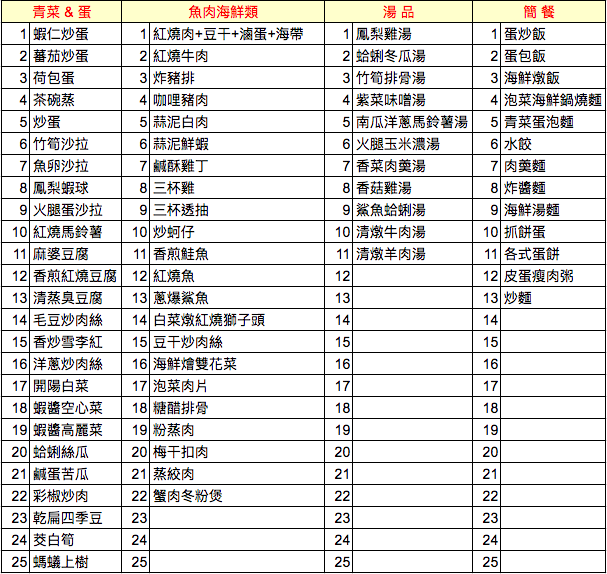 青菜 & 蛋 魚肉海鮮類 湯 品 簡 餐
1 蝦仁炒蛋 1 紅燒肉+豆干+滷蛋+海帶 1 鳳梨雞湯 1 蛋炒飯
2 蕃茄炒蛋 2 紅燒牛肉 2 蛤蜊冬瓜湯 2 蛋包飯
3 荷包蛋 3 炸豬排 3 竹筍排骨湯 3 海鮮燉飯
4 茶碗蒸 4 咖哩豬肉 4 紫菜味噌湯 4 泡菜海鮮鍋燒麵
5 炒蛋 5 蒜泥白肉 5 南瓜洋蔥馬鈴薯湯 5 青菜蛋泡麵
6 竹筍沙拉 6 蒜泥鮮蝦 6 火腿玉米濃湯 6 水餃
7 魚卵沙拉 7 鹹酥雞丁 7 香菜肉羹湯 7 肉羹麵
8 鳳梨蝦球 8 三杯雞 8 香菇雞湯 8 炸醬麵
9 火腿蛋沙拉 9 三杯透抽 9 鯊魚蛤蜊湯 9 海鮮湯麵
10 紅燒馬鈴薯 10 炒蚵仔 10 清燉牛肉湯 10 抓餅蛋
11 麻婆豆腐 11 香煎鮭魚 11 清燉羊肉湯 11 各式蛋餅
12 香煎紅燒豆腐 12 紅燒魚 12 12 皮蛋瘦肉粥
13 清蒸臭豆腐 13 蔥爆鯊魚 13 13 炒麵
14 毛豆炒肉絲 14 白菜燉紅燒獅子頭 14 14
15 香炒雪李紅 15 豆干炒肉絲 15 15
16 洋蔥炒肉絲 16 海鮮燴雙花菜 16 16
17 開陽白菜 17 泡菜肉片 17 17
18 蝦醬空心菜 18 糖醋排骨 18 18
19 蝦醬高麗菜 19 粉蒸肉 19 19
20 蛤蜊絲瓜 20 梅干扣肉 20 20
21 鹹蛋苦瓜 21 蒸絞肉 21 21
22 彩椒炒肉 22 蟹肉冬粉煲 22 22
23 乾扁四季豆 23 23 23
24 茭白筍 24 24 24
25 螞蟻上樹 25 25 25